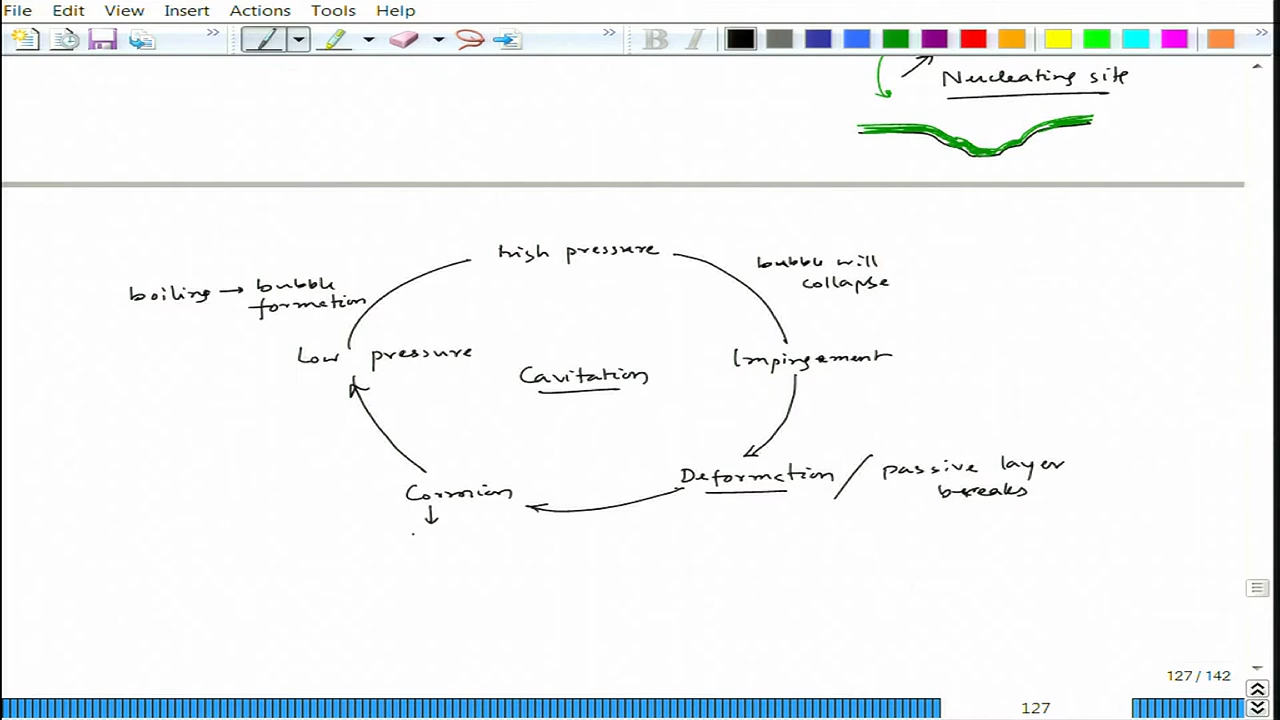 File Edit View Insert Actions Tools Help
B I
Nucleating site
High pressure
bubble will
collapse
boiling → bubble
formation
Low pressure
Impingement
Cavitation
Deformation / passive layer
breaks
Corrosion
127 / 142
127